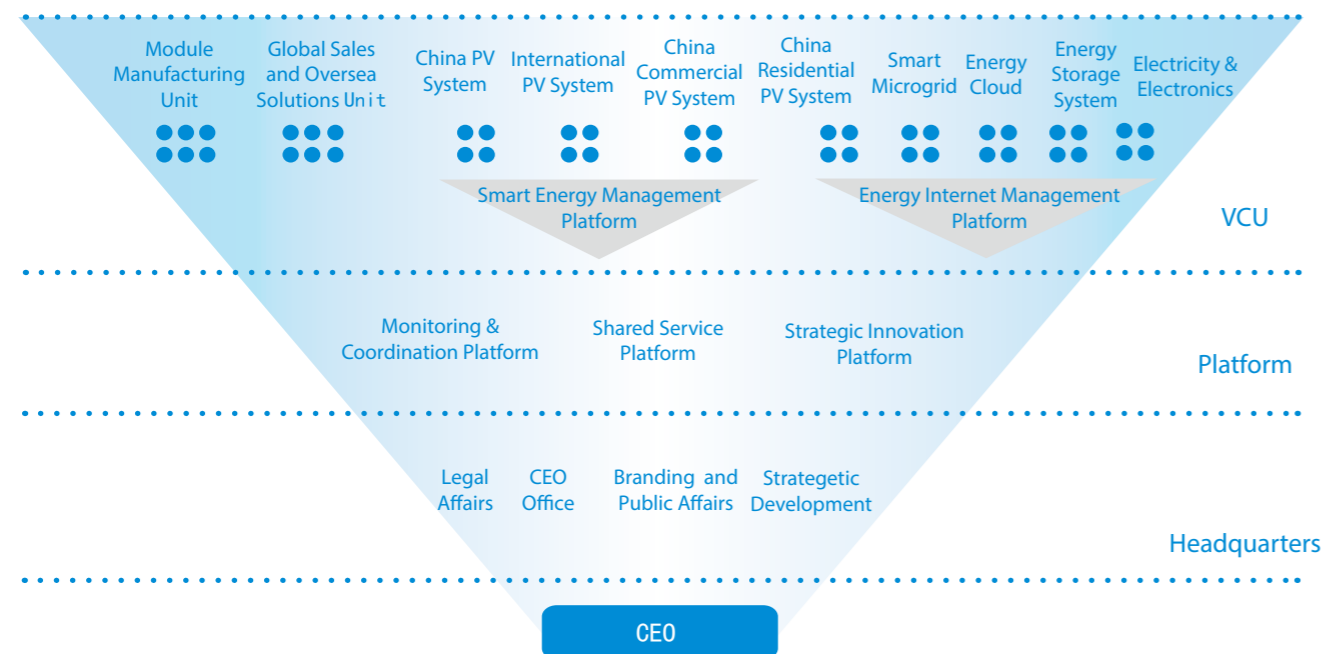 Module
Manufacturing
Unit
Global Sales
and Oversea
Solutions Unit
China PV
System
International
PV System
China
Commercial
PV System
China
Residential
PV System
Smart
Microgrid
Energy
Cloud
Energy
Storage
System
Electricity &
Electronics
Smart Energy Management
Platform
Energy Internet Management
Platform
VCU
Monitoring &
Coordination Platform
Shared Service
Platform
Strategic Innovation
Platform
Platform
Legal
Affairs
CEO
Office
Branding and
Public Affairs
Strategetic
Development
Headquarters
CEO